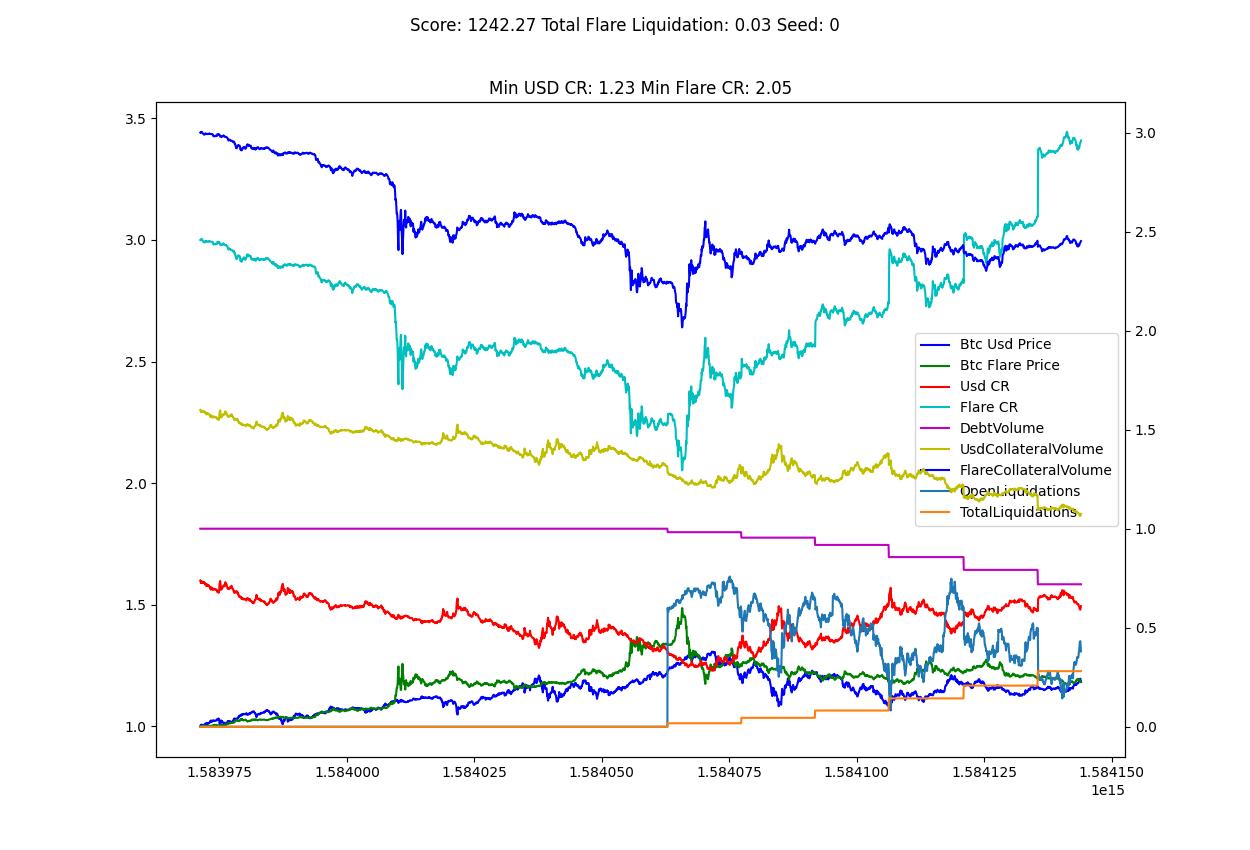 Score: 1242.27 Total Flare Liquidation: 0.03 Seed: 0
Min USD CR: 1.23 Min Flare CR: 2.05
3.5
3.0
2.5
2.0
1.5
1.0
3.0
2.5
2.0
1.5
1.0
0.5
0.0
Btc Usd Price
Btc Flare Price
Usd CR
Flare CR
DebtVolume
UsdCollateralVolume
FlareCollateralVolume
OpenLiquidations
TotalLiquidations
1.583975 1.584000 1.584025 1.584050 1.584075 1.584100 1.584125 1.584150
1e15